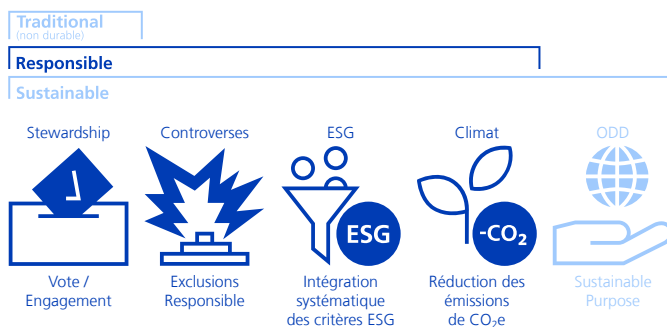 Traditional
(non durable)
Responsible
Sustainable
Stewardship
Controverses
ESG
Climat
ODD
ESG
-CO₂
Vote /
Engagement
Exclusions
Responsible
Intégration
systématique
des critères ESG
Réduction des
émissions
de CO₂e
Sustainable
Purpose